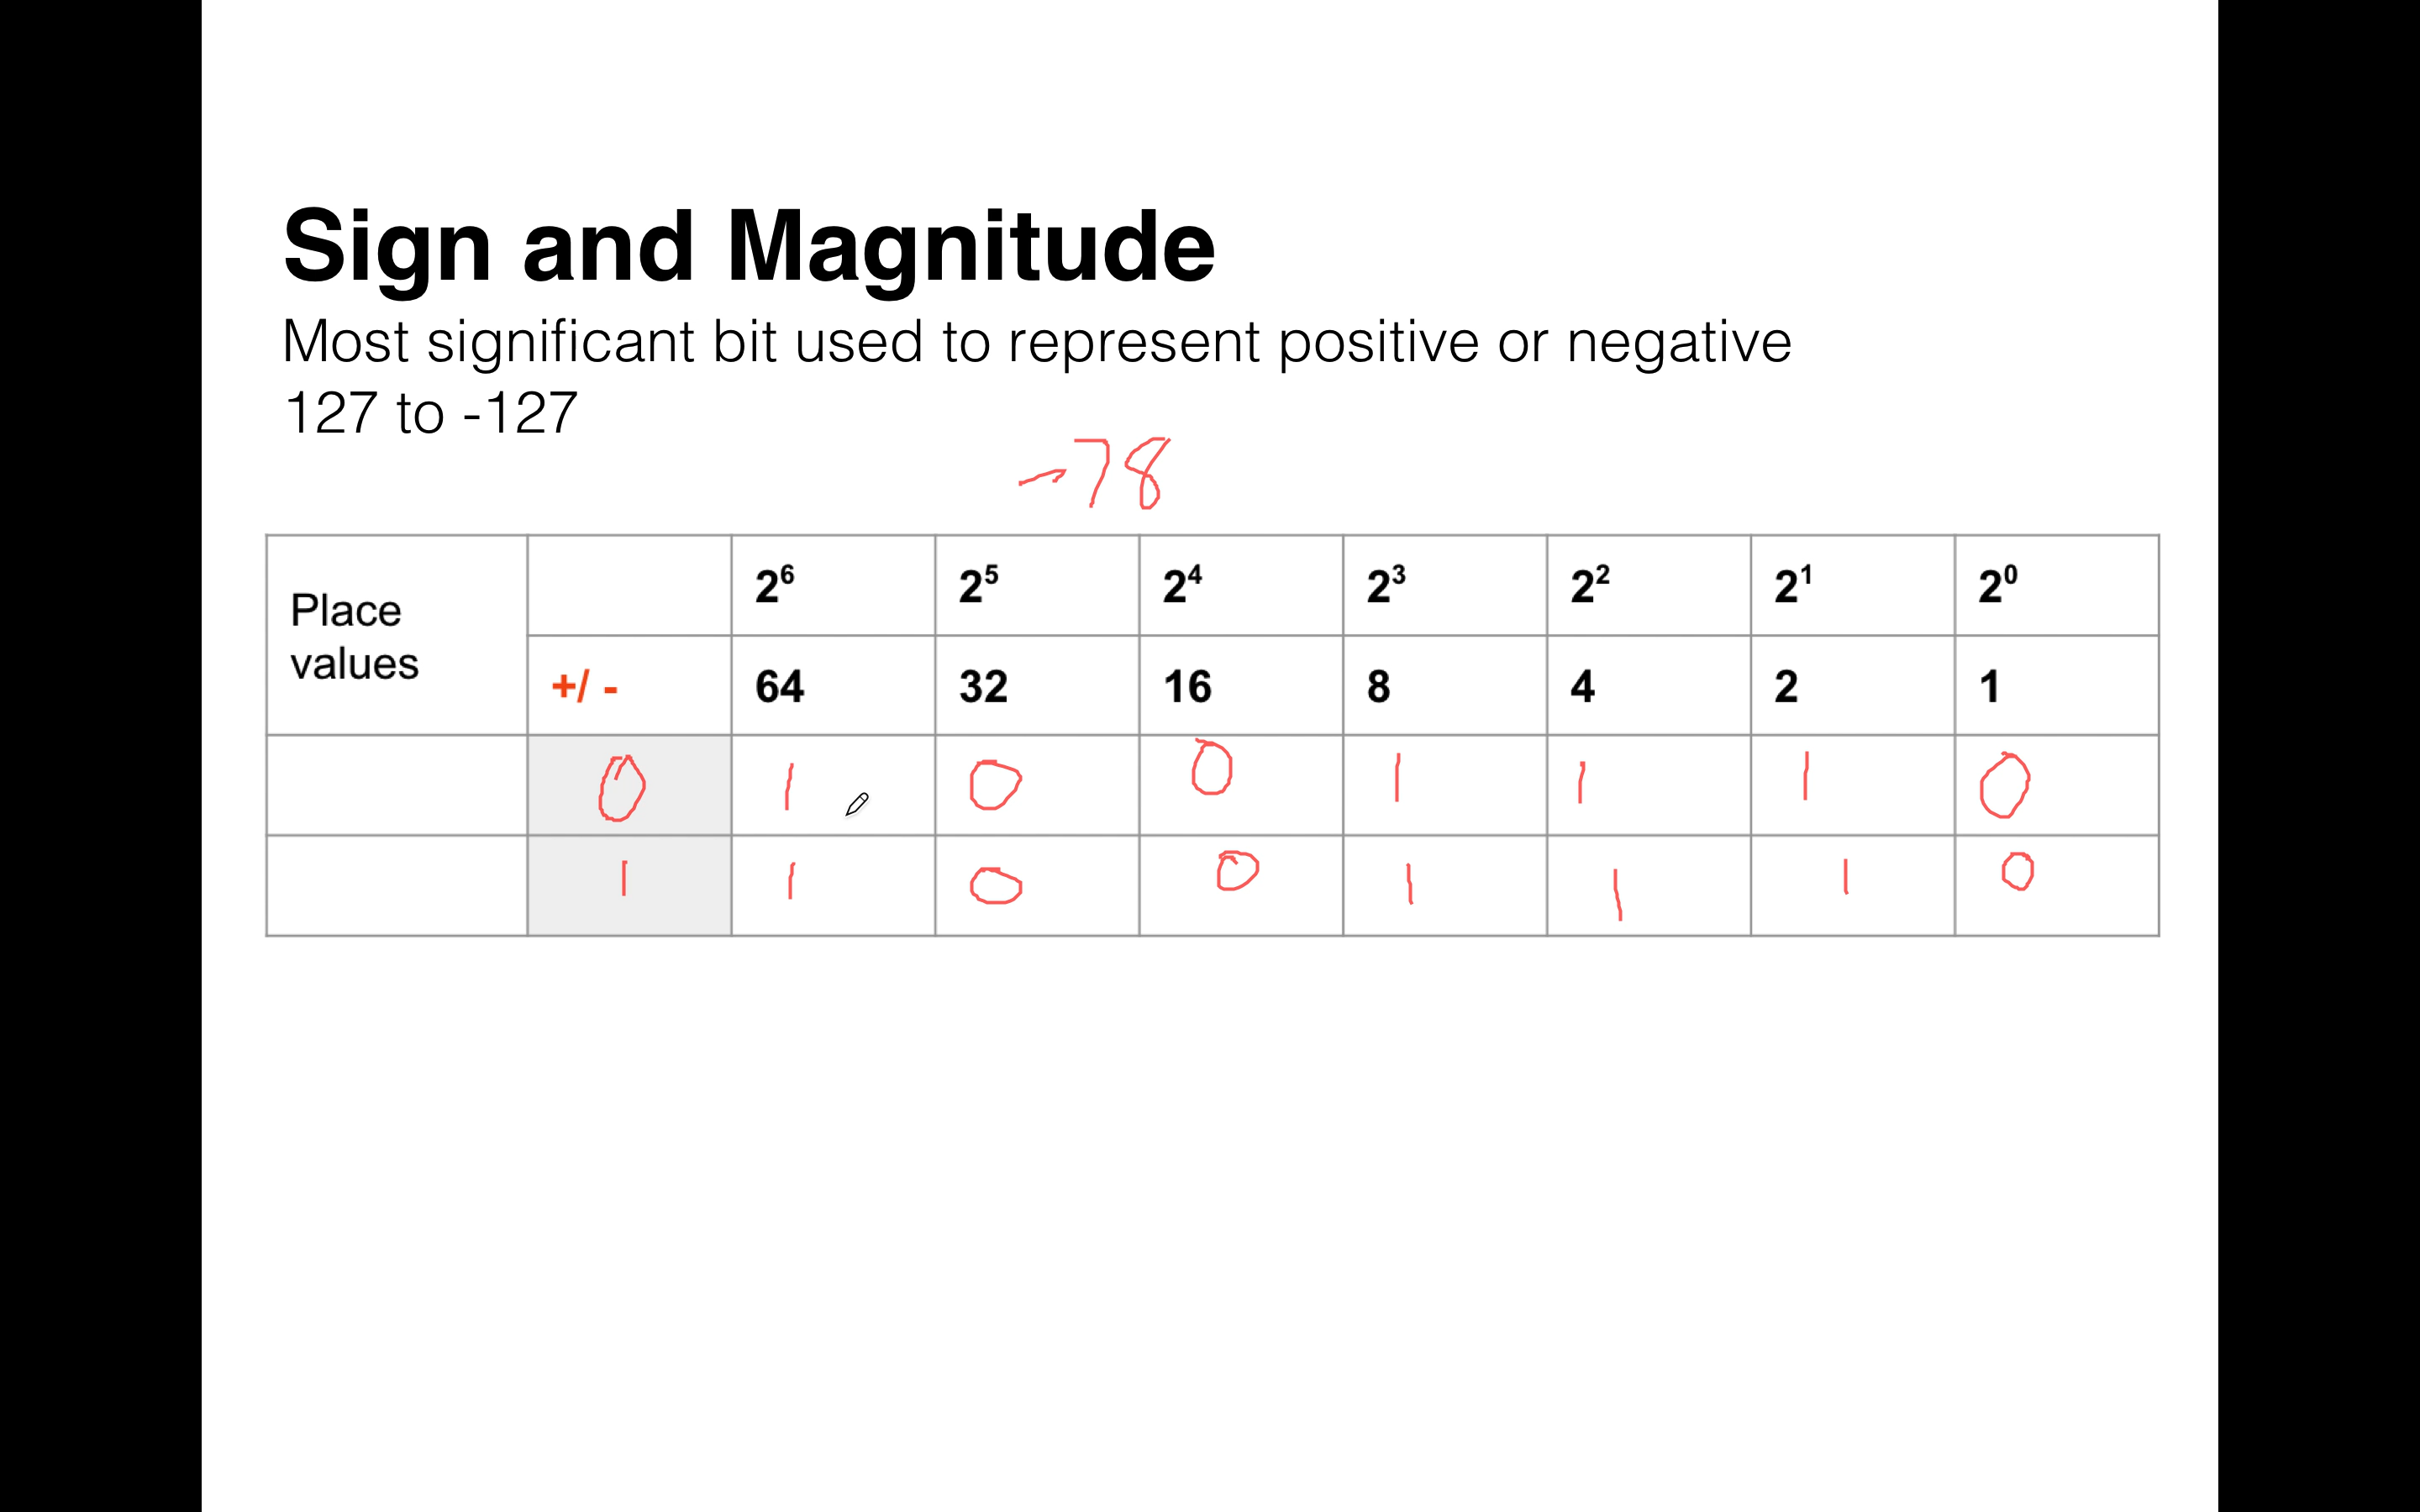 Sign and Magnitude
Most significant bit used to represent positive or negative
127 to -127
-78
Place values 2⁶ 2⁵ 2⁴ 2³ 2² 2¹ 2⁰
+/ - 64 32 16 8 4 2 1
0 1 0 0 1 1 1 0
1 1 0 0 1 1 1 0